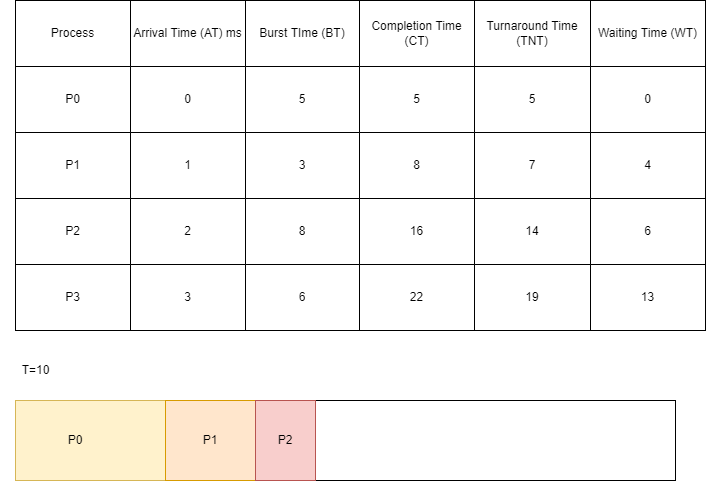 Process Arrival Time (AT) ms Burst TIme (BT) Completion Time (CT) Turnaround Time (TNT) Waiting Time (WT)
P0 0 5 5 5 0
P1 1 3 8 7 4
P2 2 8 16 14 6
P3 3 6 22 19 13
T=10
P0 P1 P2